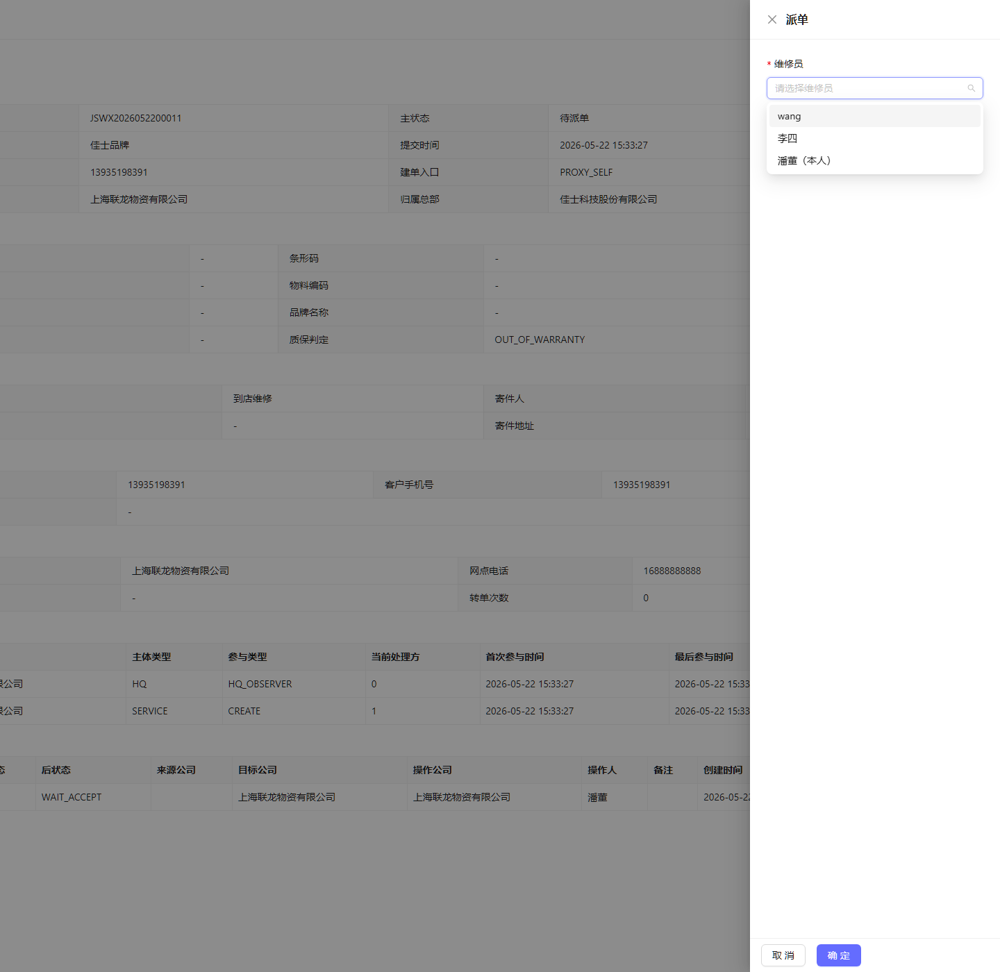 派单
* 维修员
请选择维修员
wang
李四
潘董（本人）
JSWX2026052200011 主状态 待派单
佳士品牌 提交时间 2026-05-22 15:33:27
13935198391 建单入口 PROXY_SELF
上海联龙物资有限公司 归属总部 佳士科技股份有限公司
- 条形码 -
- 物料编码 -
- 品牌名称 -
- 质保判定 OUT_OF_WARRANTY
到店维修 寄件人
- 寄件地址
13935198391 客户手机号 13935198391
-
上海联龙物资有限公司 网点电话 16888888888
- 转单次数 0
主体类型 参与类型 当前处理方 首次参与时间 最后参与时间
限公司 HQ HQ_OBSERVER 0 2026-05-22 15:33:27 2026-05-22 15:33
限公司 SERVICE CREATE 1 2026-05-22 15:33:27 2026-05-22 15:33
态 后状态 来源公司 目标公司 操作公司 操作人 备注 创建时间
WAIT_ACCEPT 上海联龙物资有限公司 上海联龙物资有限公司 潘董 2026-05-22
取消 确定